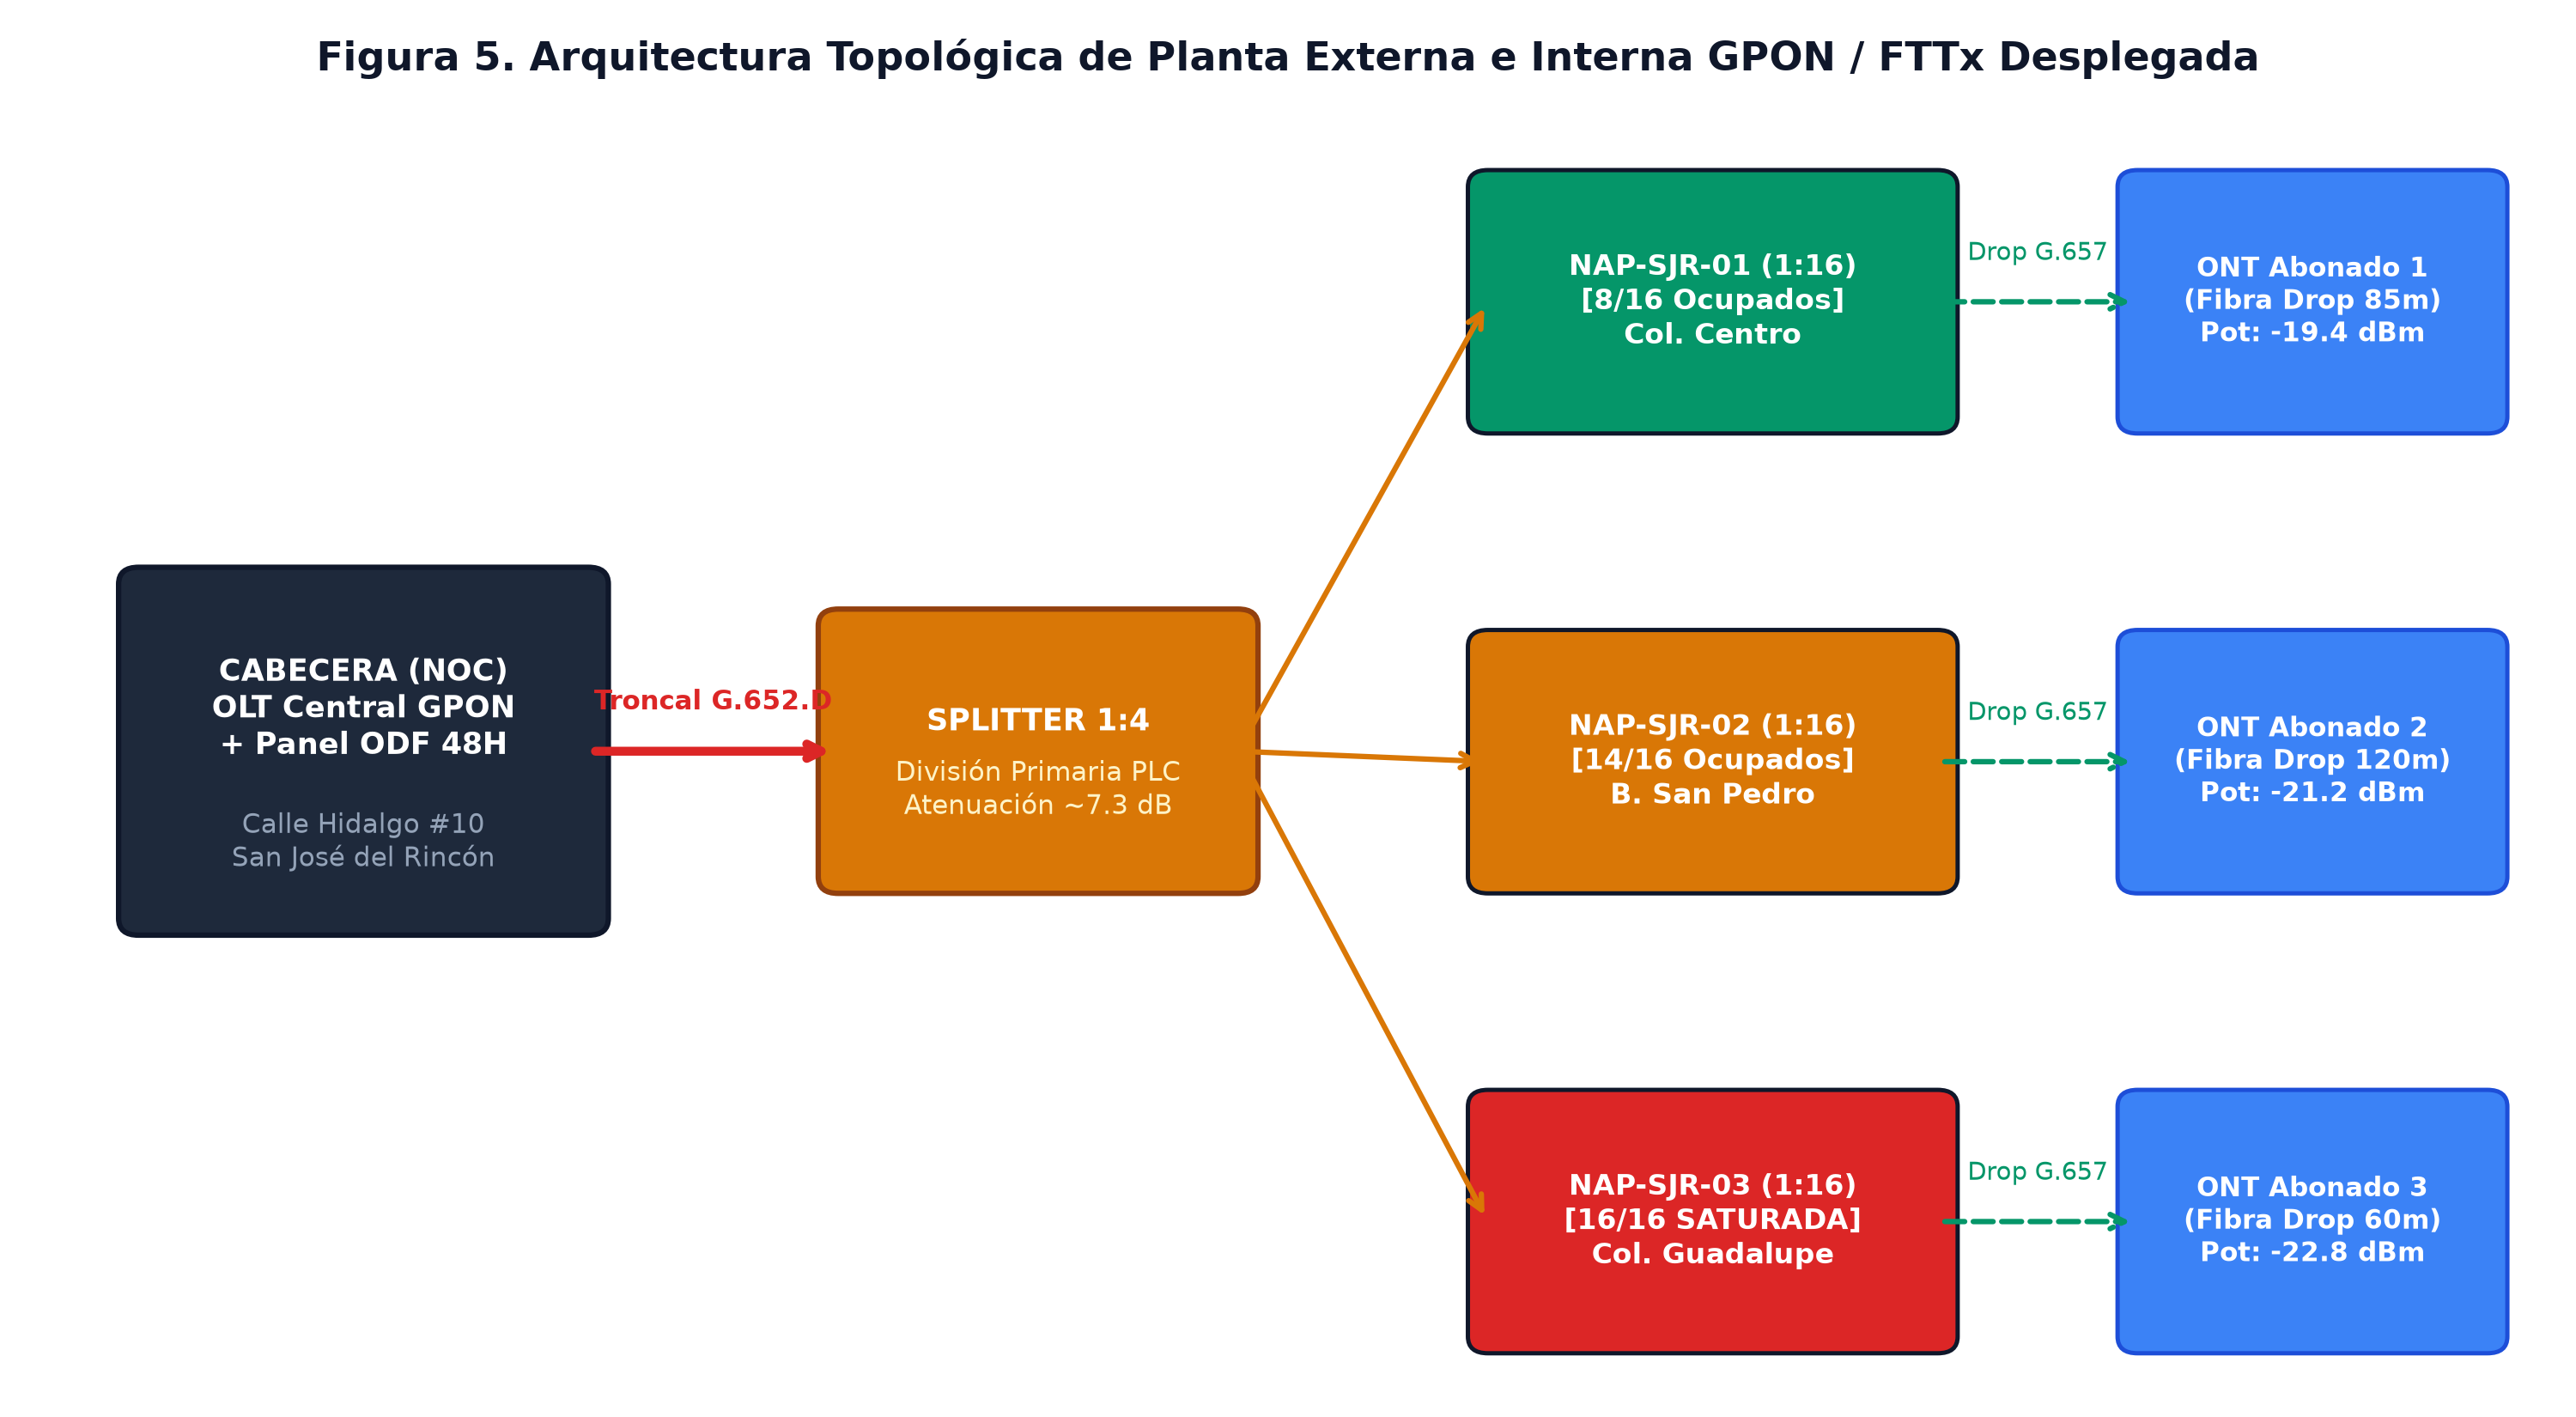 Figura 5. Arquitectura Topológica de Planta Externa e Interna GPON / FTTx Desplegada
CABECERA (NOC)
OLT Central GPON
+ Panel ODF 48H
Calle Hidalgo #10
San José del Rincón
Troncal G.652.D
SPLITTER 1:4
División Primaria PLC
Atenuación ~7.3 dB
NAP-SJR-01 (1:16)
[8/16 Ocupados]
Col. Centro
Drop G.657
ONT Abonado 1
(Fibra Drop 85m)
Pot: -19.4 dBm
NAP-SJR-02 (1:16)
[14/16 Ocupados]
B. San Pedro
Drop G.657
ONT Abonado 2
(Fibra Drop 120m)
Pot: -21.2 dBm
NAP-SJR-03 (1:16)
[16/16 SATURADA]
Col. Guadalupe
Drop G.657
ONT Abonado 3
(Fibra Drop 60m)
Pot: -22.8 dBm